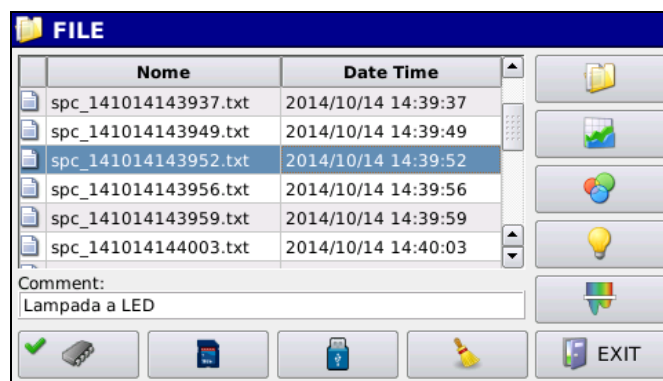 FILE
Nome Date Time
spc_141014143937.txt 2014/10/14 14:39:37
spc_141014143949.txt 2014/10/14 14:39:49
spc_141014143952.txt 2014/10/14 14:39:52
spc_141014143956.txt 2014/10/14 14:39:56
spc_141014143959.txt 2014/10/14 14:39:59
spc_141014144003.txt 2014/10/14 14:40:03
Comment:
Lampada a LED
EXIT